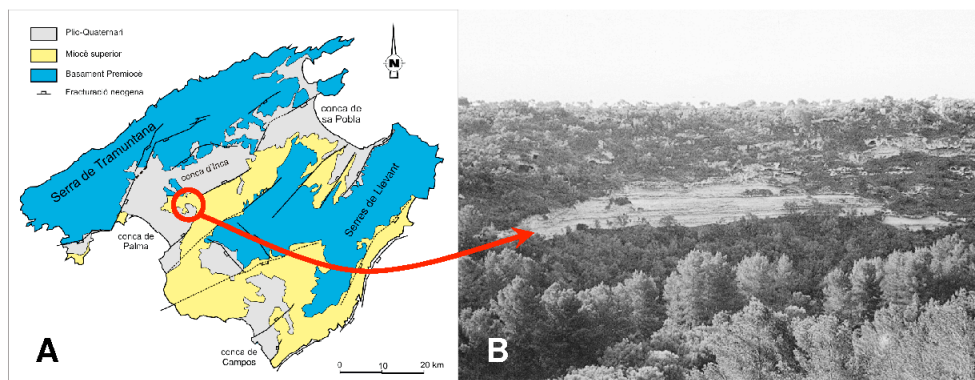 Plic-Quaternari
Miocè superior
Basament Premiocè
Fracturació neogena
N
Serra de Tramuntana
conca de
sa Pobla
conca d'Inca
Serres de Llevant
conca de
Palma
conca de
Campos
0 10 20 km
A
B